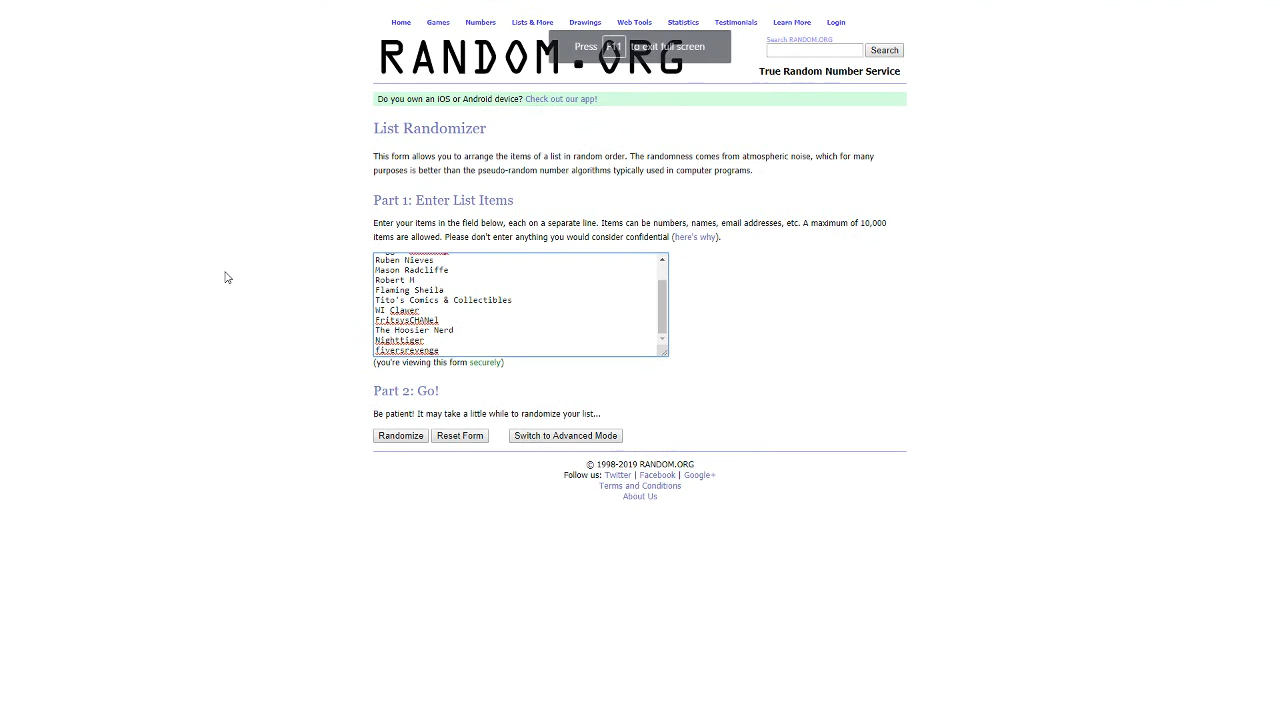 Home Games Numbers Lists & More Drawings Web Tools Statistics Testimonials Learn More Login
Search RANDOM.ORG
Press F11 to exit full screen
RANDOM.ORG
Search
True Random Number Service
Do you own an iOS or Android device? Check out our app!
List Randomizer
This form allows you to arrange the items of a list in random order. The randomness comes from atmospheric noise, which for many
purposes is better than the pseudo-random number algorithms typically used in computer programs.
Part 1: Enter List Items
Enter your items in the field below, each on a separate line. Items can be numbers, names, email addresses, etc. A maximum of 10,000
items are allowed. Please don't enter anything you would consider confidential (here's why).
Ruben Nieves
Mason Radcliffe
Robert H
Flaming Sheila
Tito's Comics & Collectibles
WI Clawer
FritsysCHANel
The Hoosier Nerd
Nighttiger
fiversrevenge
(you're viewing this form securely)
Part 2: Go!
Be patient! It may take a little while to randomize your list...
Randomize Reset Form Switch to Advanced Mode
© 1998-2019 RANDOM.ORG
Follow us: Twitter | Facebook | Google+
Terms and Conditions
About Us